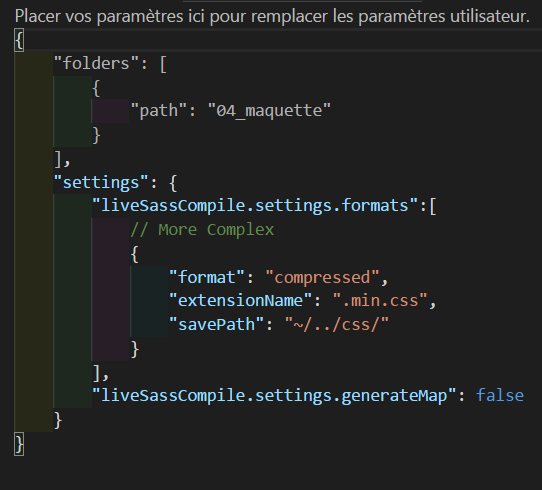 Placer vos paramètres ici pour remplacer les paramètres utilisateur.
{
    "folders": [
        {
            "path": "04_maquette"
        }
    ],
    "settings": {
        "liveSassCompile.settings.formats":[
            // More Complex
            {
                "format": "compressed",
                "extensionName": ".min.css",
                "savePath": "~/../css/"
            }
        ],
        "liveSassCompile.settings.generateMap": false
    }
}